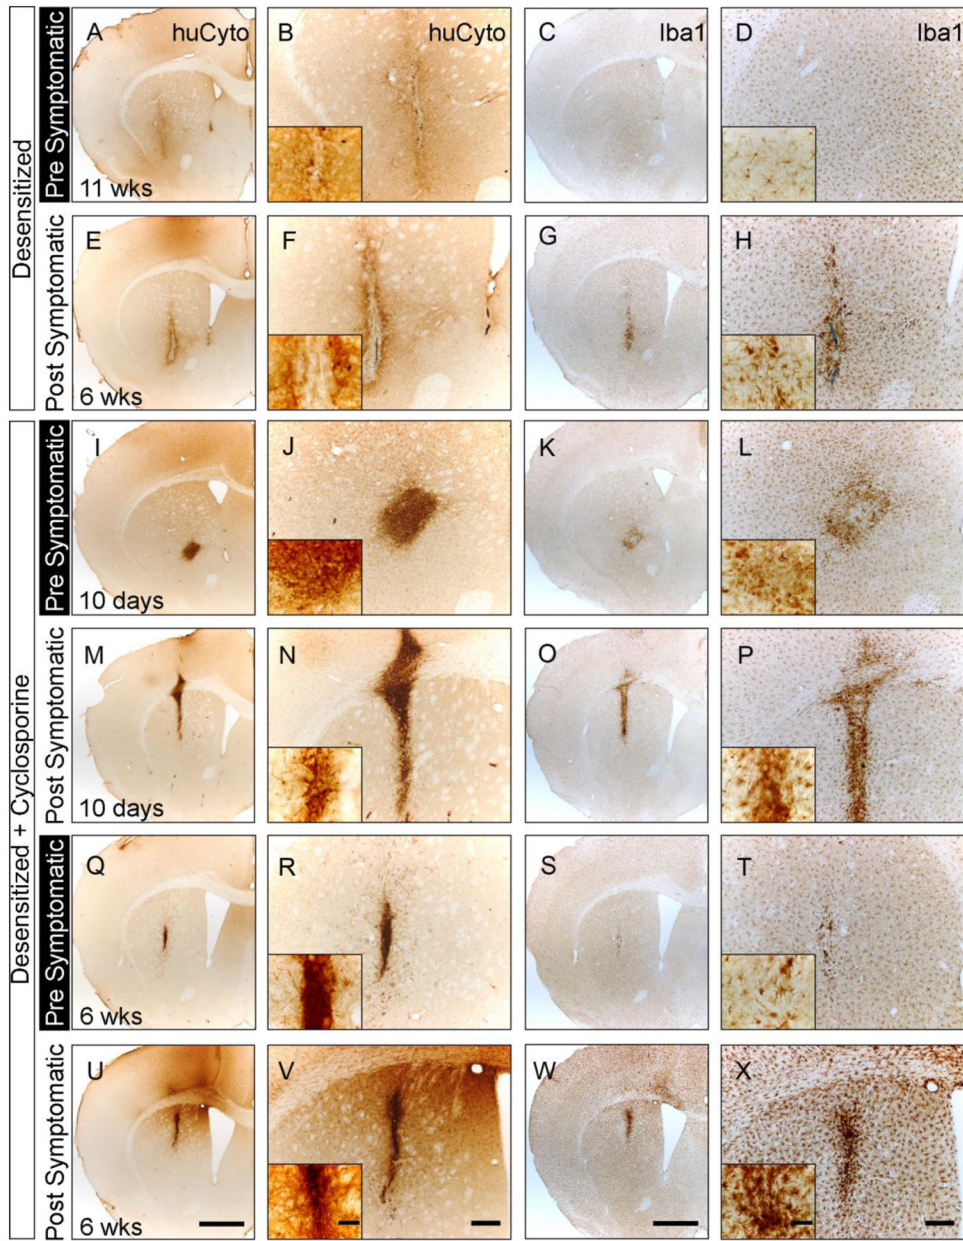 Desensitized
Pre Symptomatic
A huCyto
11 wks
B huCyto
C Iba1
D Iba1
Post Symptomatic
E
6 wks
F
G
H
Desensitized + Cyclosporine
Pre Symptomatic
I
10 days
J
K
L
Post Symptomatic
M
10 days
N
O
P
Pre Symptomatic
Q
6 wks
R
S
T
Post Symptomatic
U
6 wks
V
W
X